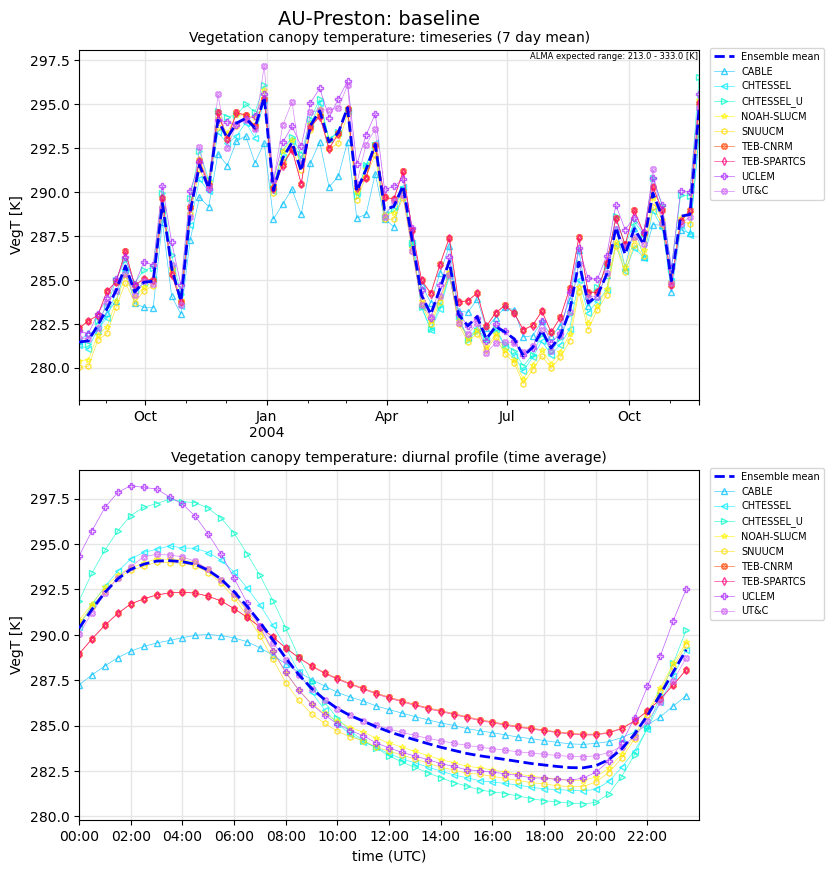 AU-Preston: baseline
Vegetation canopy temperature: timeseries (7 day mean)
ALMA expected range: 213.0 - 333.0 [K]
VegT [K]
297.5
295.0
292.5
290.0
287.5
285.0
282.5
280.0
Oct
Jan
2004
Apr
Jul
Oct
Ensemble mean
CABLE
CHTESSEL
CHTESSEL_U
NOAH-SLUCM
SNUUCM
TEB-CNRM
TEB-SPARTCS
UCLEM
UT&C
Vegetation canopy temperature: diurnal profile (time average)
VegT [K]
297.5
295.0
292.5
290.0
287.5
285.0
282.5
280.0
00:00
02:00
04:00
06:00
08:00
10:00
12:00
14:00
16:00
18:00
20:00
22:00
time (UTC)
Ensemble mean
CABLE
CHTESSEL
CHTESSEL_U
NOAH-SLUCM
SNUUCM
TEB-CNRM
TEB-SPARTCS
UCLEM
UT&C